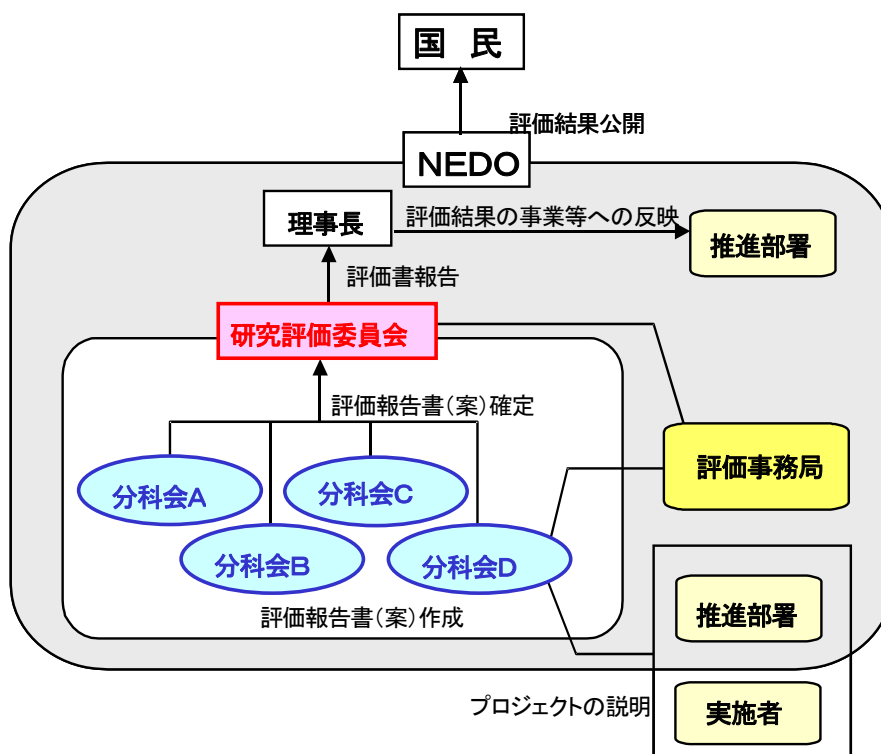 国 民
評価結果公開
NEDO
理事長
評価結果の事業等への反映
推進部署
評価書報告
研究評価委員会
評価報告書(案)確定
評価事務局
分科会A
分科会C
分科会B
分科会D
評価報告書(案)作成
推進部署
プロジェクトの説明
実施者